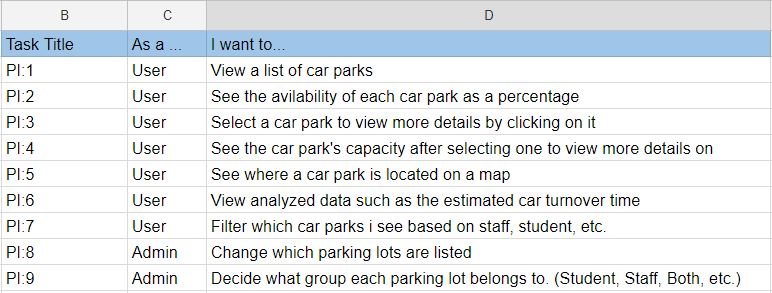 B C D
Task Title As a ... I want to...
PI:1 User View a list of car parks
PI:2 User See the avilability of each car park as a percentage
PI:3 User Select a car park to view more details by clicking on it
PI:4 User See the car park's capacity after selecting one to view more details on
PI:5 User See where a car park is located on a map
PI:6 User View analyzed data such as the estimated car turnover time
PI:7 User Filter which car parks i see based on staff, student, etc.
PI:8 Admin Change which parking lots are listed
PI:9 Admin Decide what group each parking lot belongs to. (Student, Staff, Both, etc.)